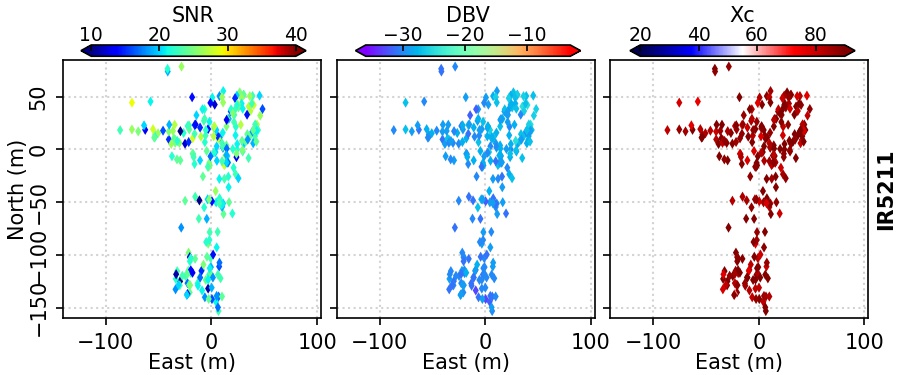 SNR DBV Xc
10 20 30 40 −30 −20 −10 20 40 60 80
50
0
−50
−100
−150
North (m)
−100 0 100 −100 0 100 −100 0 100
East (m) East (m) East (m)
IR5211